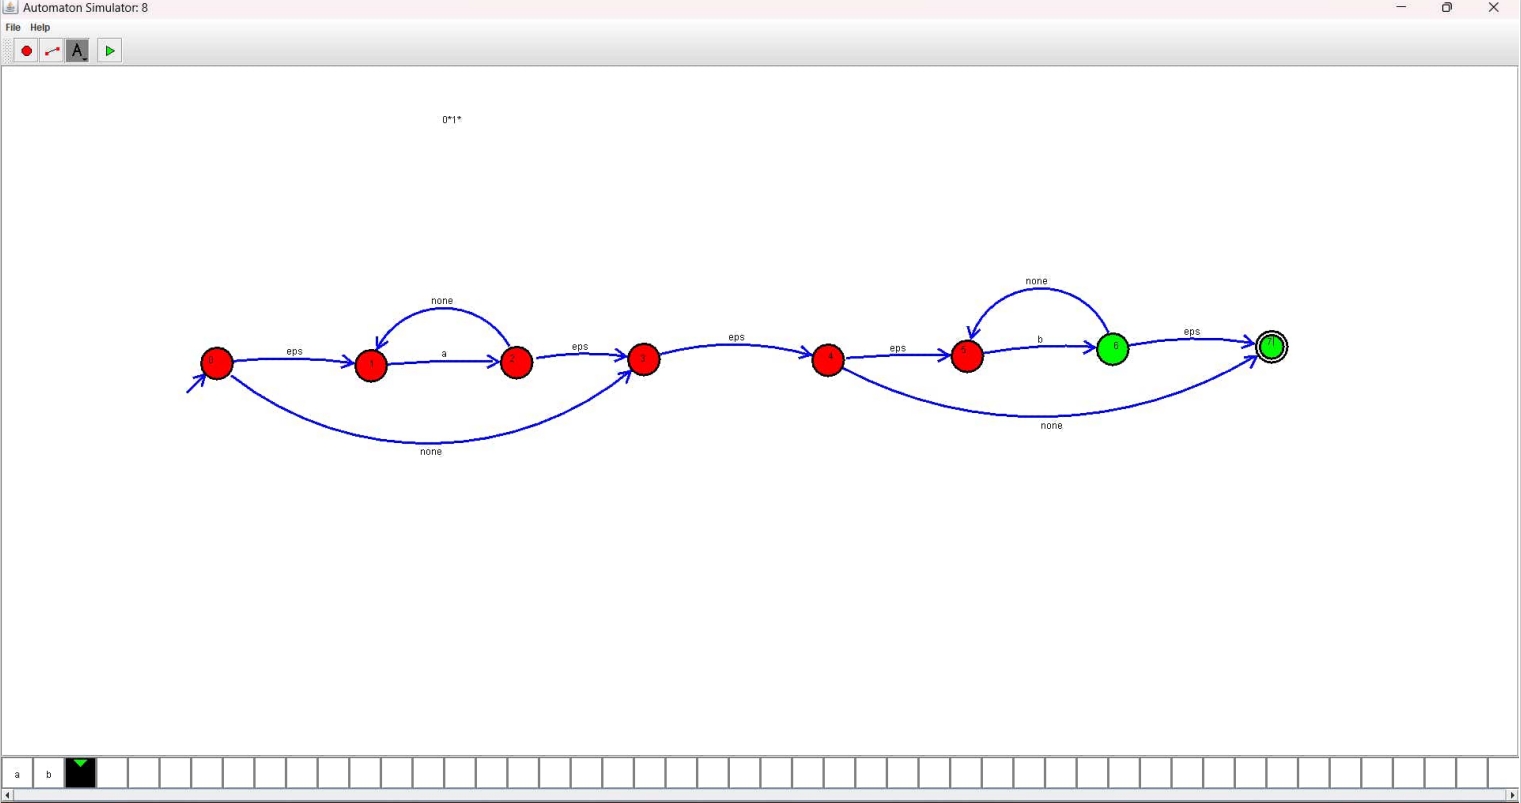 Automaton Simulator: 8
File Help
A
0*1*
none
none
eps a eps eps eps b eps
0 1 2 3 4 5 6 7
none
none
a b